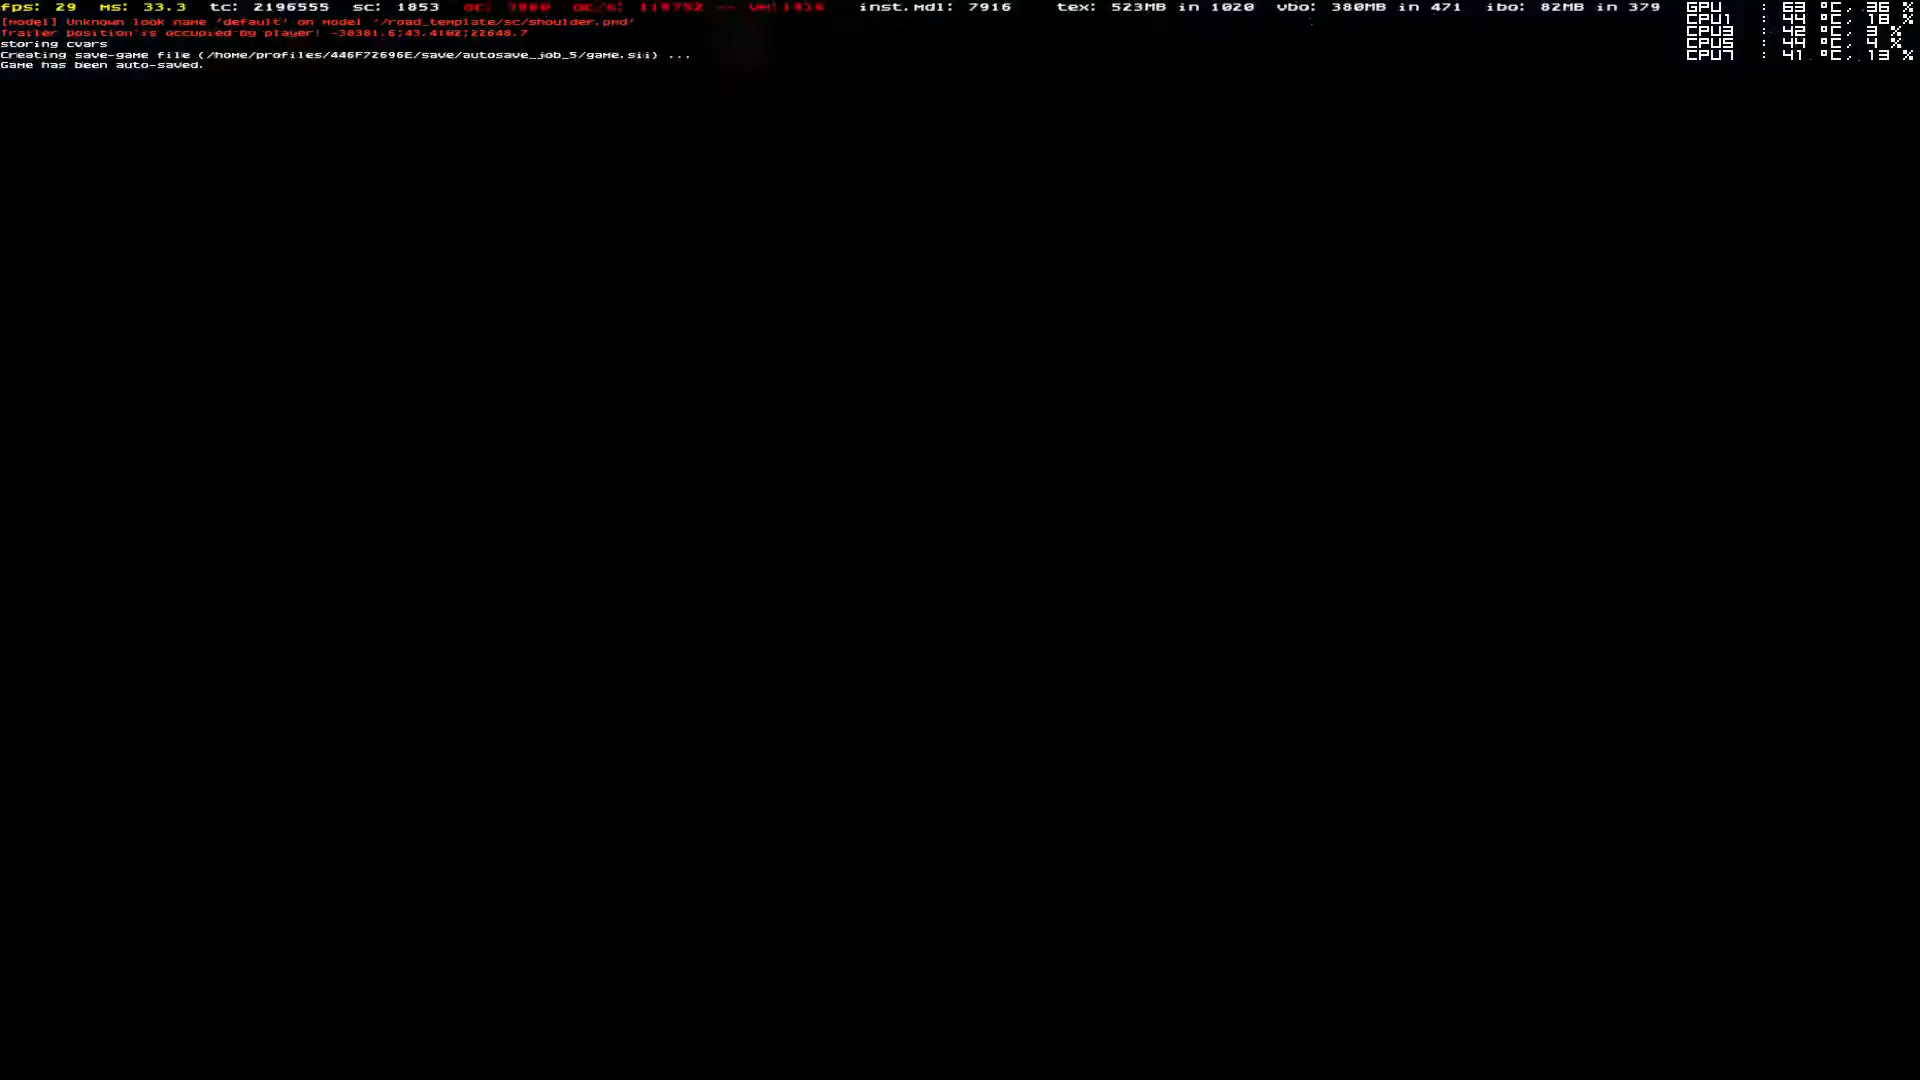 fps: 29 ms: 33.3 tc: 2196555 sc: 1853 inst.mdl: 7916 tex: 523MB in 1020 vbo: 380MB in 471 ibo: 82MB in 379 GPU : 63 °C, 36 %
CPU1 : 44 °C, 18 %
[model] Unknown look name 'default' on model '/road_template/sc/shoulder.pmd'
Trailer position is occupied by player! -38381.6;43.4102;22648.7
CPU3 : 42 °C, 3 %
storing cvars
CPU5 : 44 °C, 4 %
Creating save-game file (/home/profiles/446F72696E/save/autosave_job_5/game.sii) ...
CPU7 : 41 °C, 13 %
Game has been auto-saved.